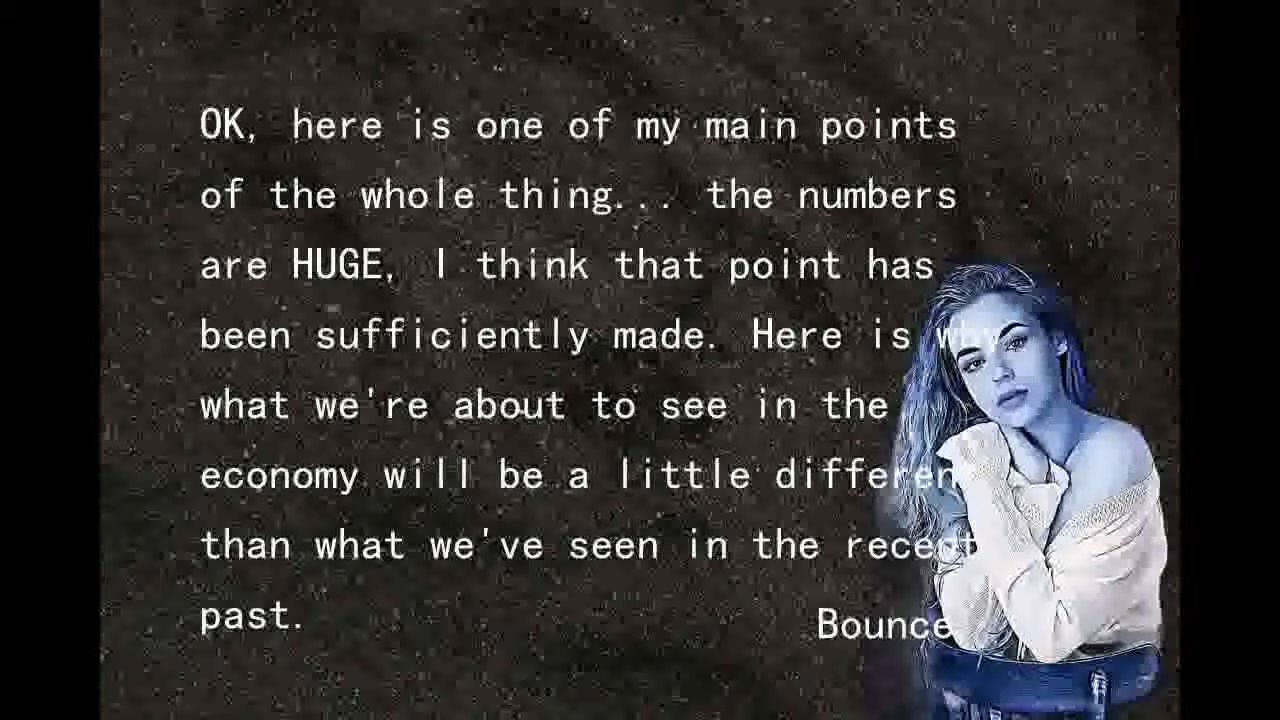 OK, here is one of my main points
of the whole thing... the numbers
are HUGE, I think that point has
been sufficiently made. Here is why
what we're about to see in the
economy will be a little different
than what we've seen in the recent
past.
Bounce